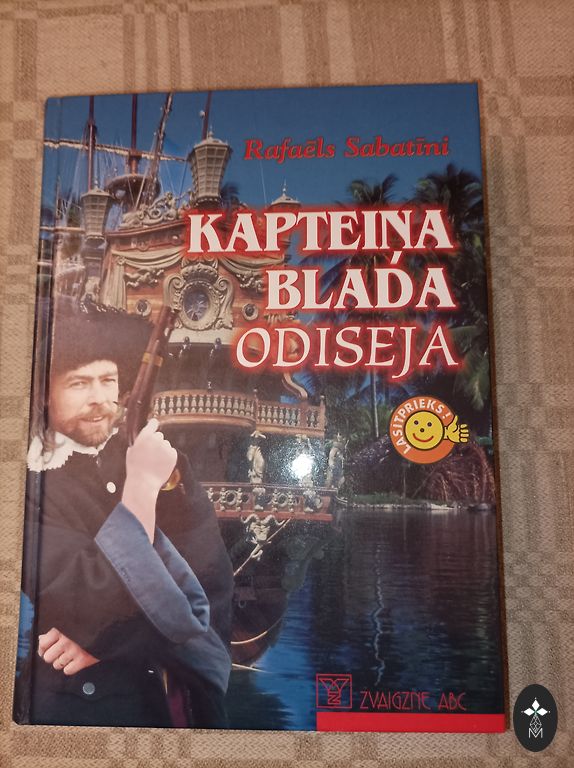 Rafaēls Sabatīni
KAPTEIŅA
BLADA
ODISEJA
LASĪTPRIEKS!
ZVAIGZNE ABC
M